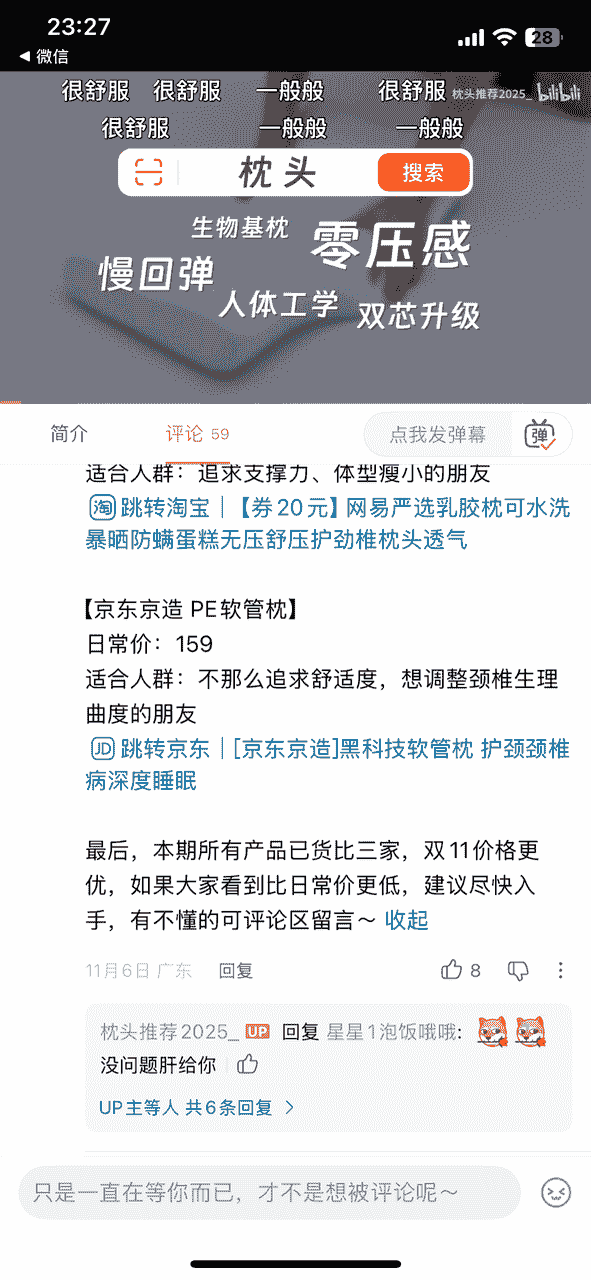 23:27
28
◀ 微信
很舒服 很舒服 一般般 很舒服 枕头推荐2025_ bilibili
很舒服 一般般 一般般
枕头 搜索
生物基枕 零压感
慢回弹
人体工学 双芯升级
简介 评论 59 点我发弹幕 弹
适合人群：追求支撑力、体型瘦小的朋友
淘 跳转淘宝｜【券20元】网易严选乳胶枕可水洗
暴晒防螨蛋糕无压舒压护劲椎枕头透气
【京东京造 PE软管枕】
日常价：159
适合人群：不那么追求舒适度，想调整颈椎生理
曲度的朋友
JD 跳转京东｜[京东京造]黑科技软管枕 护颈颈椎
病深度睡眠
最后，本期所有产品已货比三家，双11价格更
优，如果大家看到比日常价更低，建议尽快入
手，有不懂的可评论区留言～ 收起
11月6日 广东 回复 8
枕头推荐2025_ UP 回复 星星1泡饭哦哦:
没问题肝给你
UP主等人 共6条回复 >
只是一直在等你而已，才不是想被评论呢～